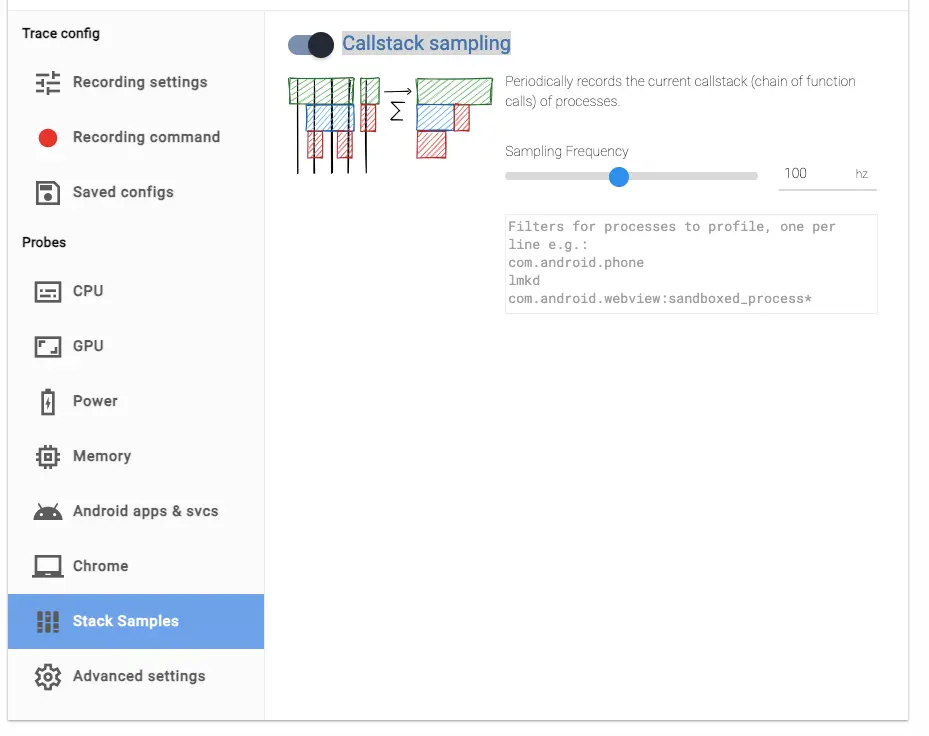 Trace config
Recording settings
Recording command
Saved configs
Probes
CPU
GPU
Power
Memory
Android apps & svcs
Chrome
Stack Samples
Advanced settings
Callstack sampling
Σ
Periodically records the current callstack (chain of function
calls) of processes.
Sampling Frequency
100 hz
Filters for processes to profile, one per
line e.g.:
com.android.phone
lmkd
com.android.webview:sandboxed_process*